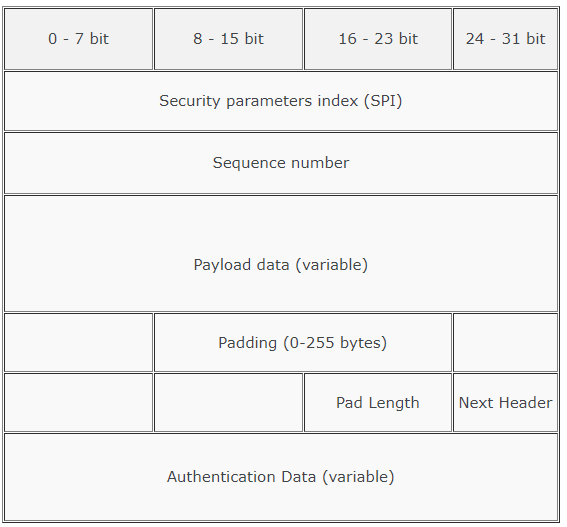 0 - 7 bit 8 - 15 bit 16 - 23 bit 24 - 31 bit
Security parameters index (SPI)
Sequence number
Payload data (variable)
Padding (0-255 bytes)
Pad Length Next Header
Authentication Data (variable)